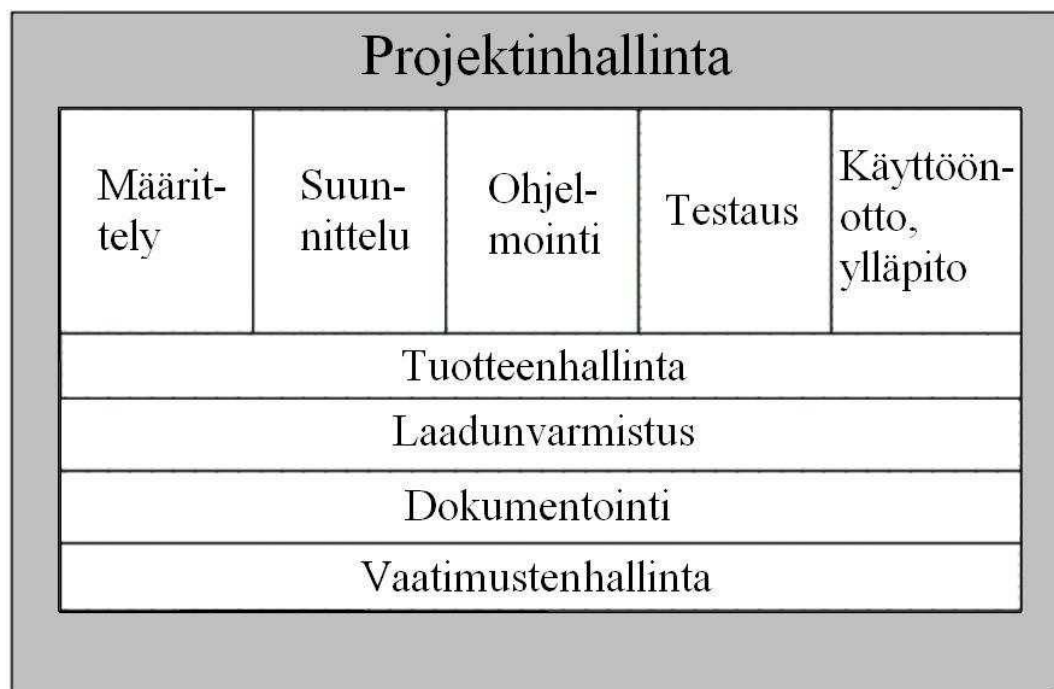 Projektinhallinta
Määrit-
tely
Suun-
nittelu
Ohjel-
mointi
Testaus
Käyttöön-
otto,
ylläpito
Tuotteenhallinta
Laadunvarmistus
Dokumentointi
Vaatimustenhallinta